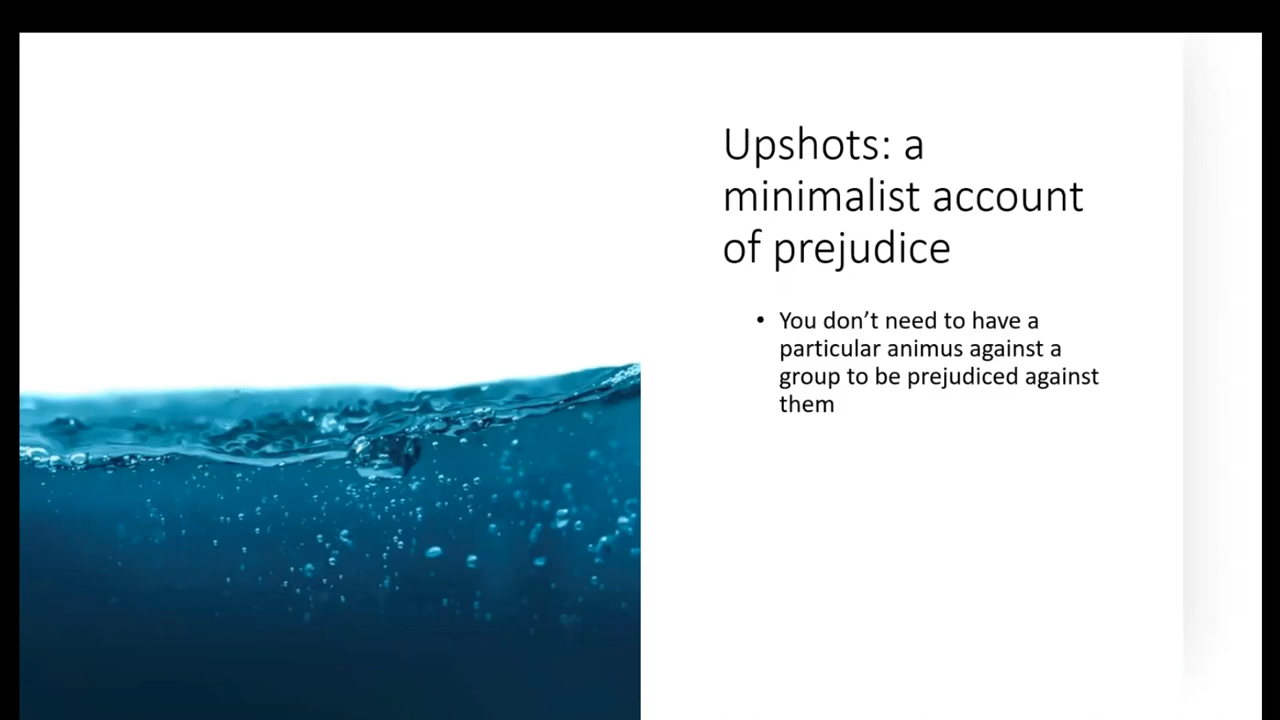 Upshots: a
minimalist account
of prejudice
• You don’t need to have a
particular animus against a
group to be prejudiced against
them